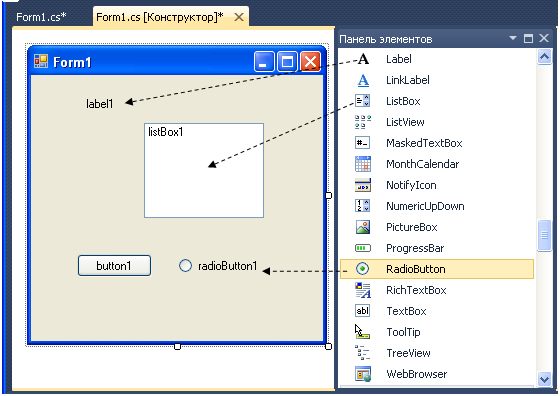 Form1.cs*
Form1.cs [Конструктор]*
Form1
label1
listBox1
button1
radioButton1
Панель элементов
A Label
A LinkLabel
ListBox
ListView
#- MaskedTextBox
MonthCalendar
NotifyIcon
NumericUpDown
PictureBox
ProgressBar
RadioButton
RichTextBox
abl TextBox
ToolTip
TreeView
WebBrowser